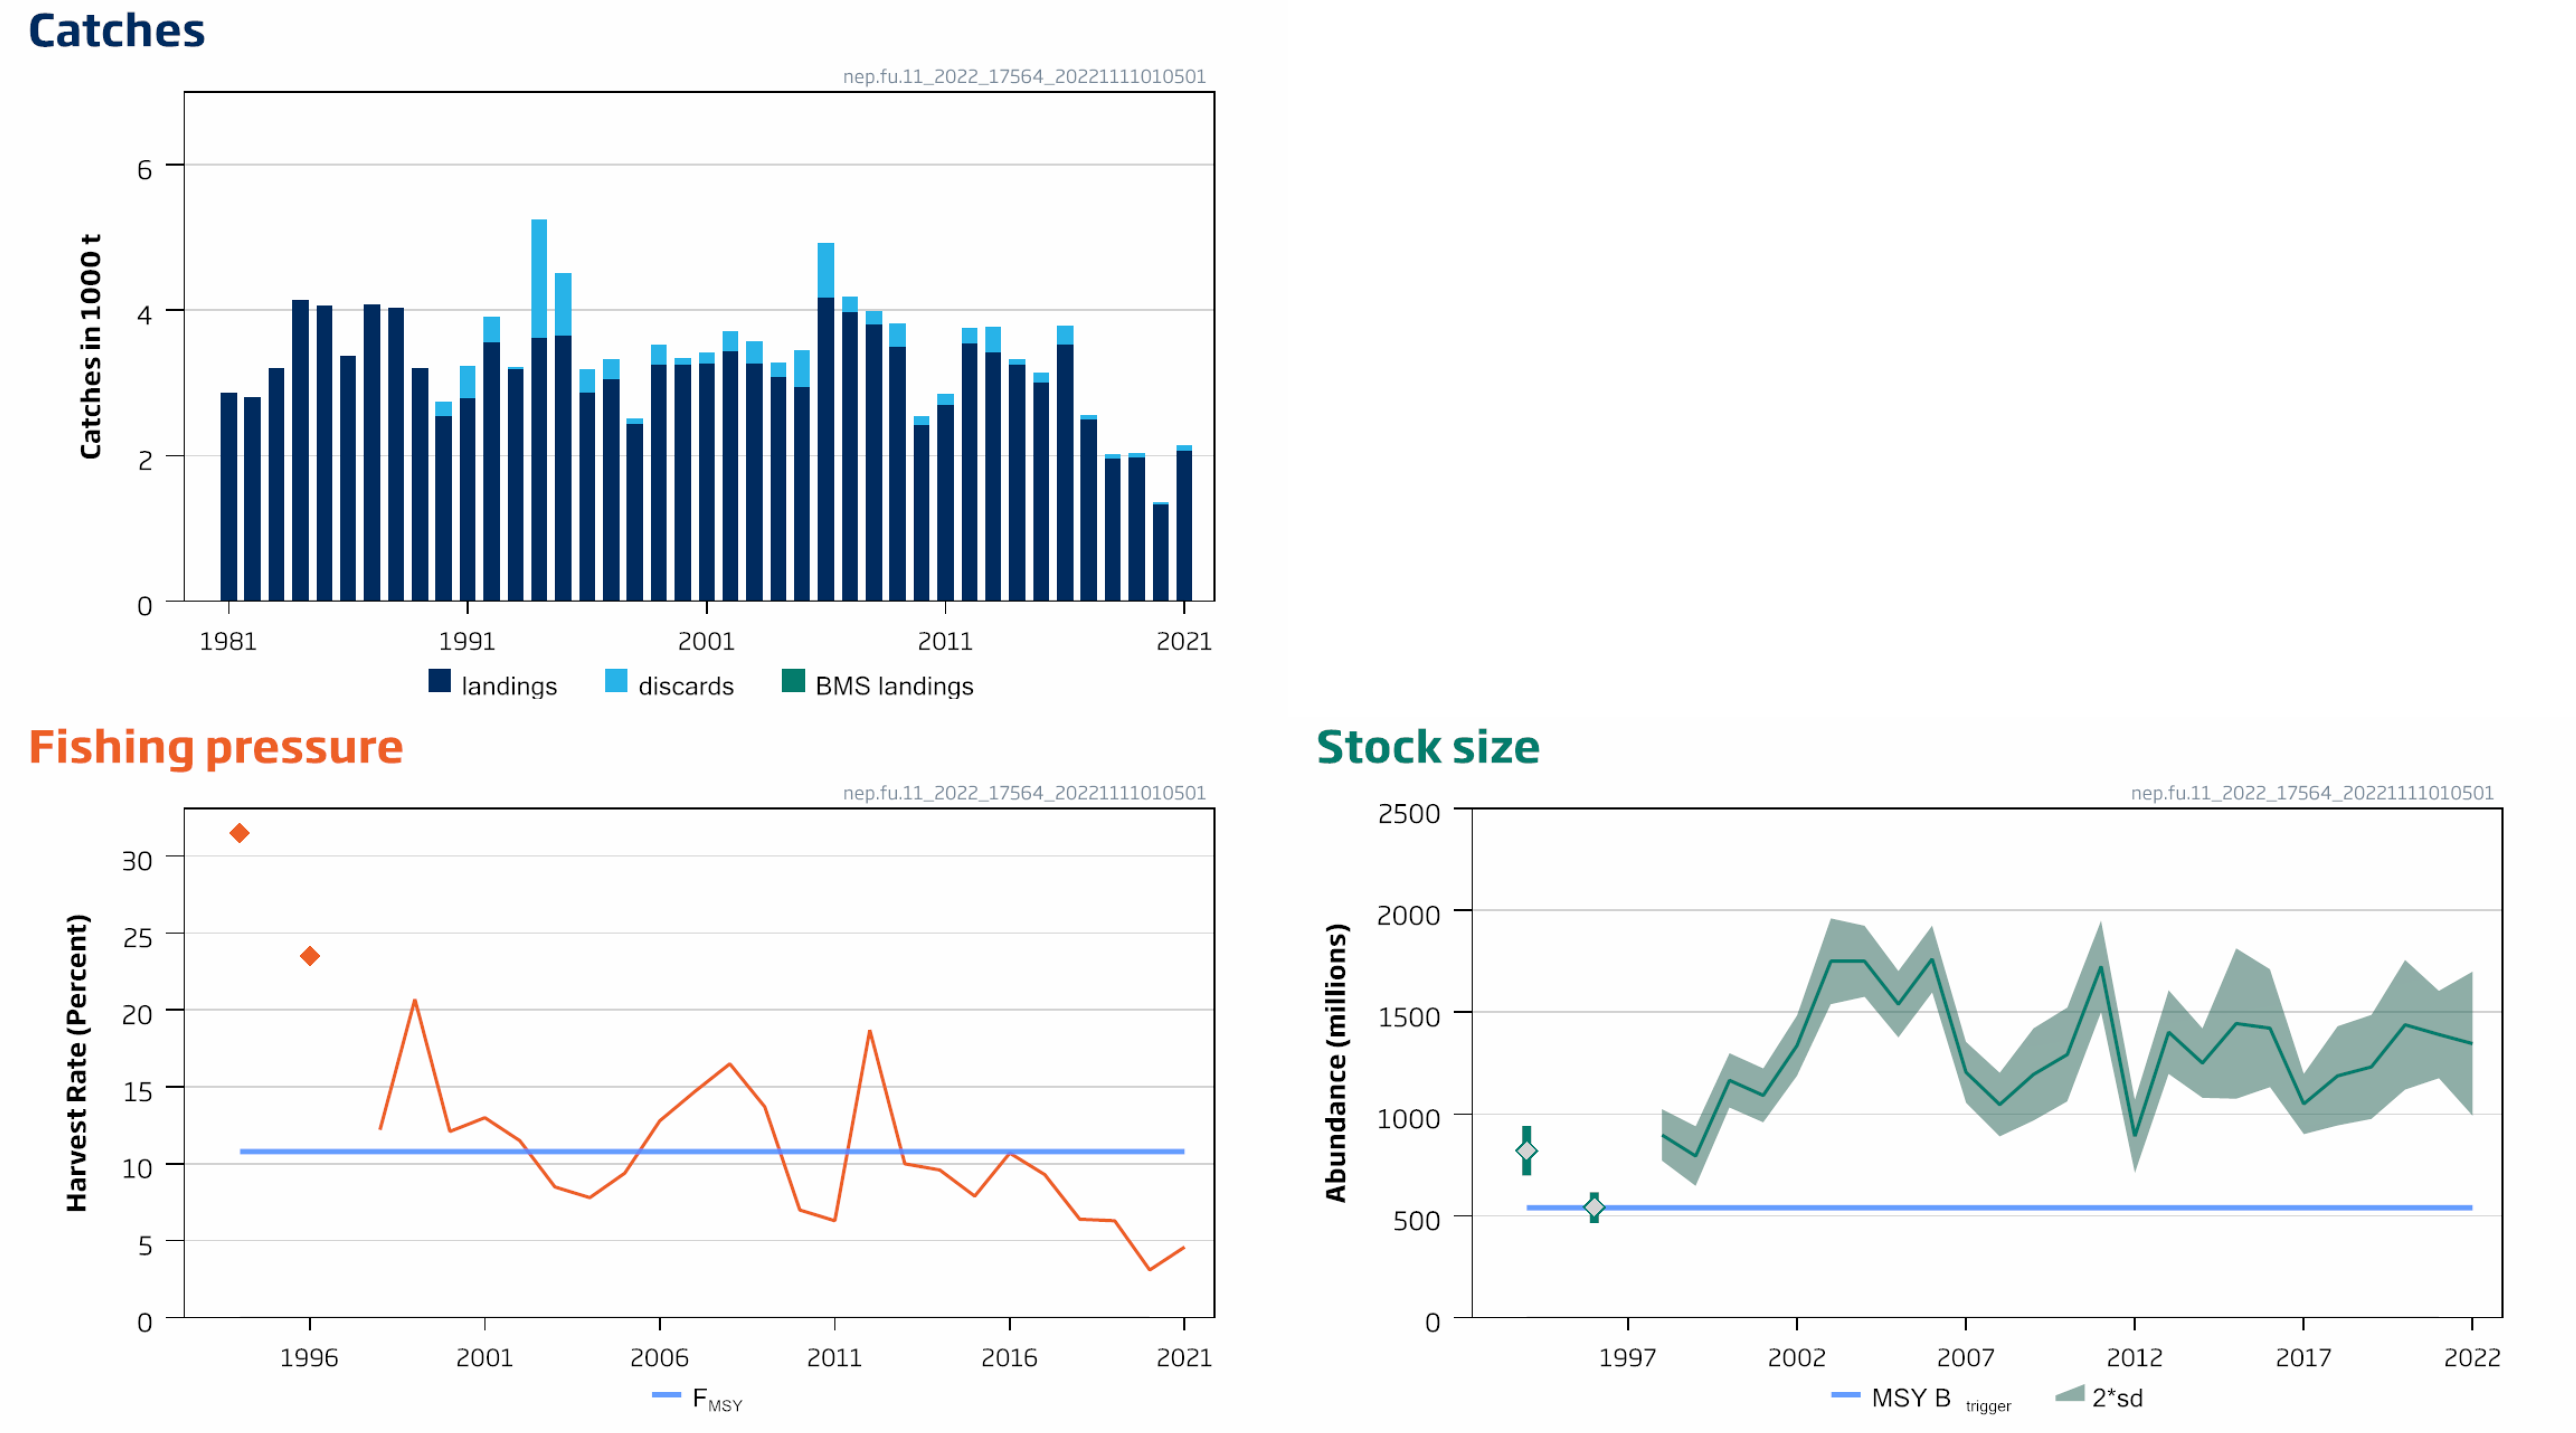 Catches
nep.fu.11_2022_17564_20221111010501
Catches in 1000 t
6
4
2
0
1981 1991 2001 2011 2021
landings discards BMS landings
Fishing pressure
nep.fu.11_2022_17564_20221111010501
Harvest Rate (Percent)
30
25
20
15
10
5
0
1996 2001 2006 2011 2016 2021
FMSY
Stock size
nep.fu.11_2022_17564_20221111010501
Abundance (millions)
2500
2000
1500
1000
500
0
1997 2002 2007 2012 2017 2022
MSY B trigger 2*sd